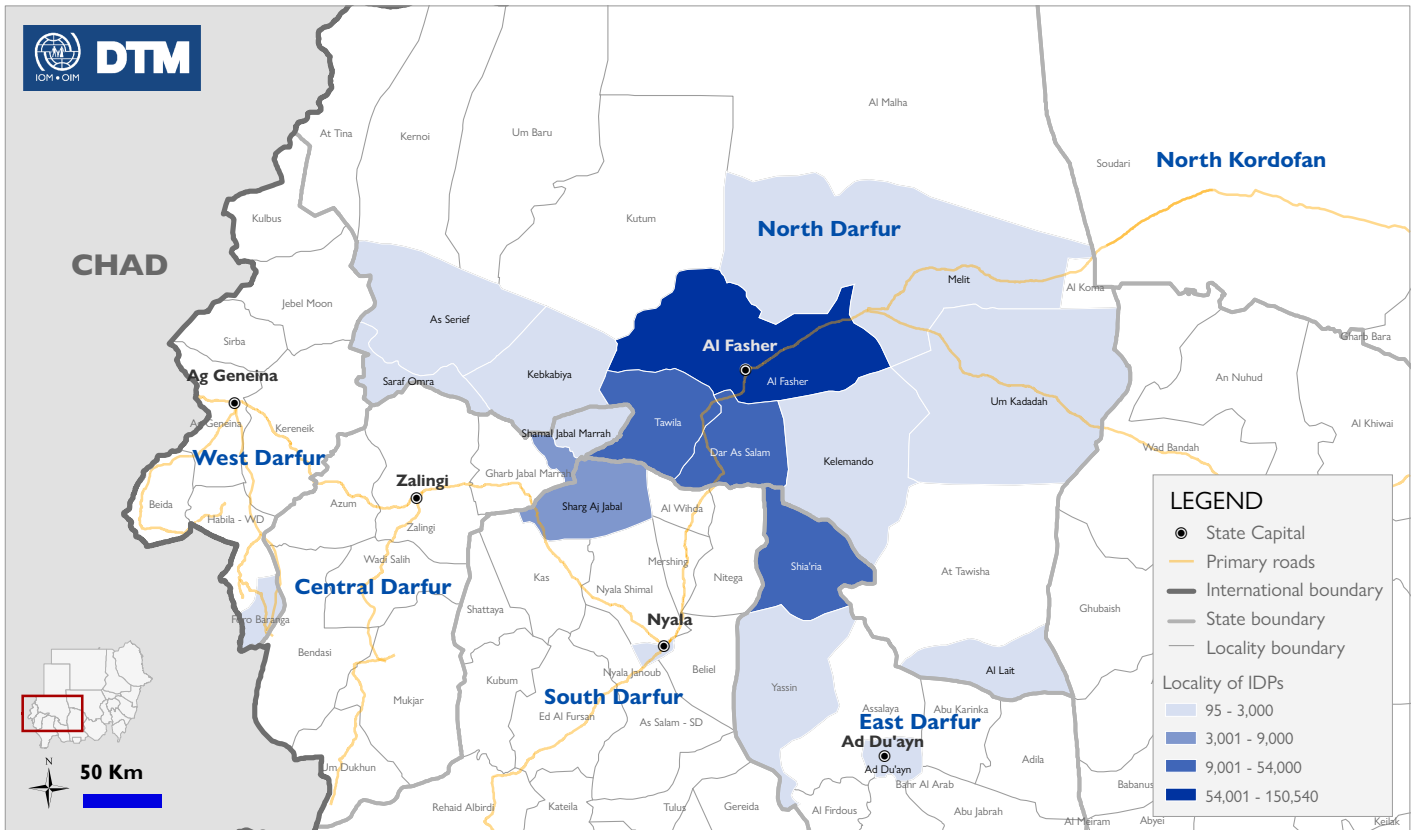 IOM • OIM
DTM
CHAD
At Tina
Kernoi
Um Baru
Al Malha
Soudari
North Kordofan
Kulbus
Kutum
North Darfur
Melit
Al Koma
Jebel Moon
As Serief
Sirba
Al Fasher
Gharb Bara
Ag Geneina
Saraf Omra
Kebkabiya
Al Fasher
An Nuhud
Um Kadadah
Ag Geneina
Kereneik
Shamal Jabal Marrah
Tawila
Al Khiwai
West Darfur
Dar As Salam
Kelemando
Wad Bandah
Zalingi
Gharb Jabal Marrah
Beida
Azum
Sharg Aj Jabal
Al Wihda
Habila - WD
Zalingi
Wadi Salih
Mershing
Shia'ria
At Tawisha
Central Darfur
Kas
Nyala Shimal
Nitega
Foro Baranga
Shattaya
Nyala
Ghubaish
Bendasi
Kubum
Nyala Janoub
Beliel
Al Lait
Yassin
Mukjar
South Darfur
Ed Al Fursan
As Salam - SD
Assalaya
Abu Karinka
East Darfur
Ad Du'ayn
Ad Du'ayn
Adila
Um Dukhun
Bahr Al Arab
Babanus
Rehaid Albirdi
Kateila
Tulus
Gereida
Al Firdous
Abu Jabrah
Al Meiram
Abyei
Keilak
N
50 Km
LEGEND
State Capital
Primary roads
International boundary
State boundary
Locality boundary
Locality of IDPs
95 - 3,000
3,001 - 9,000
9,001 - 54,000
54,001 - 150,540